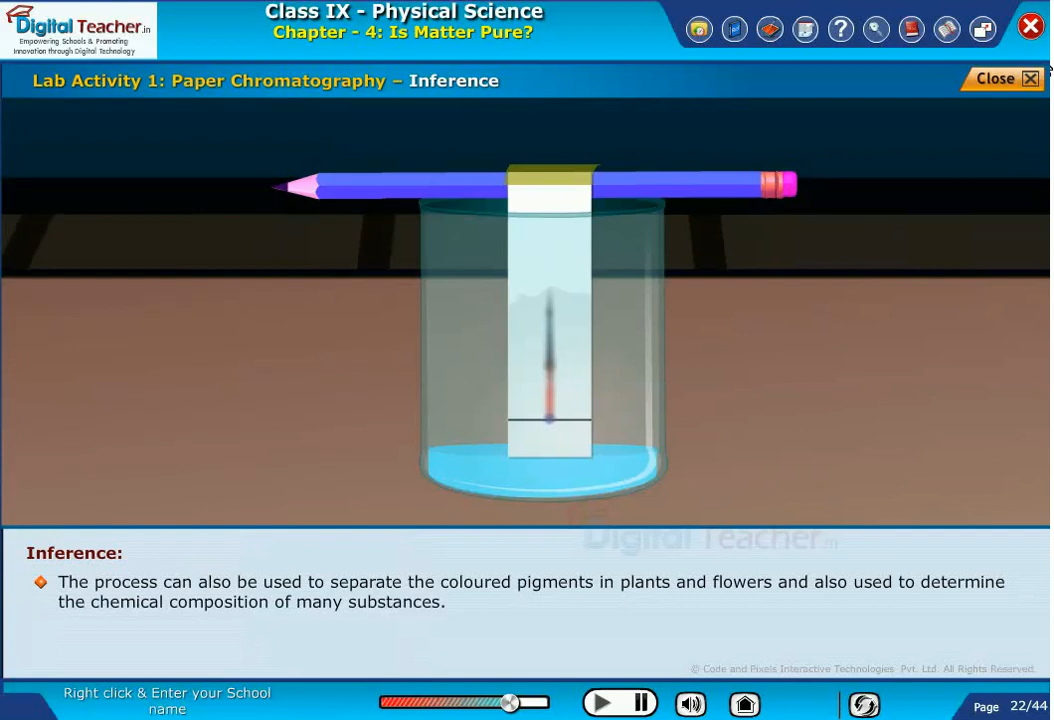 Digital Teacher.in
Empowering Schools & Promoting
Innovation through Digital Technology
Class IX - Physical Science
Chapter - 4: Is Matter Pure?
Lab Activity 1: Paper Chromatography – Inference
Close
Digital Teacher.in
Inference:
The process can also be used to separate the coloured pigments in plants and flowers and also used to determine
the chemical composition of many substances.
© Code and Pixels Interactive Technologies Pvt. Ltd. All Rights Reserved.
Right click & Enter your School
name
Page 22/44